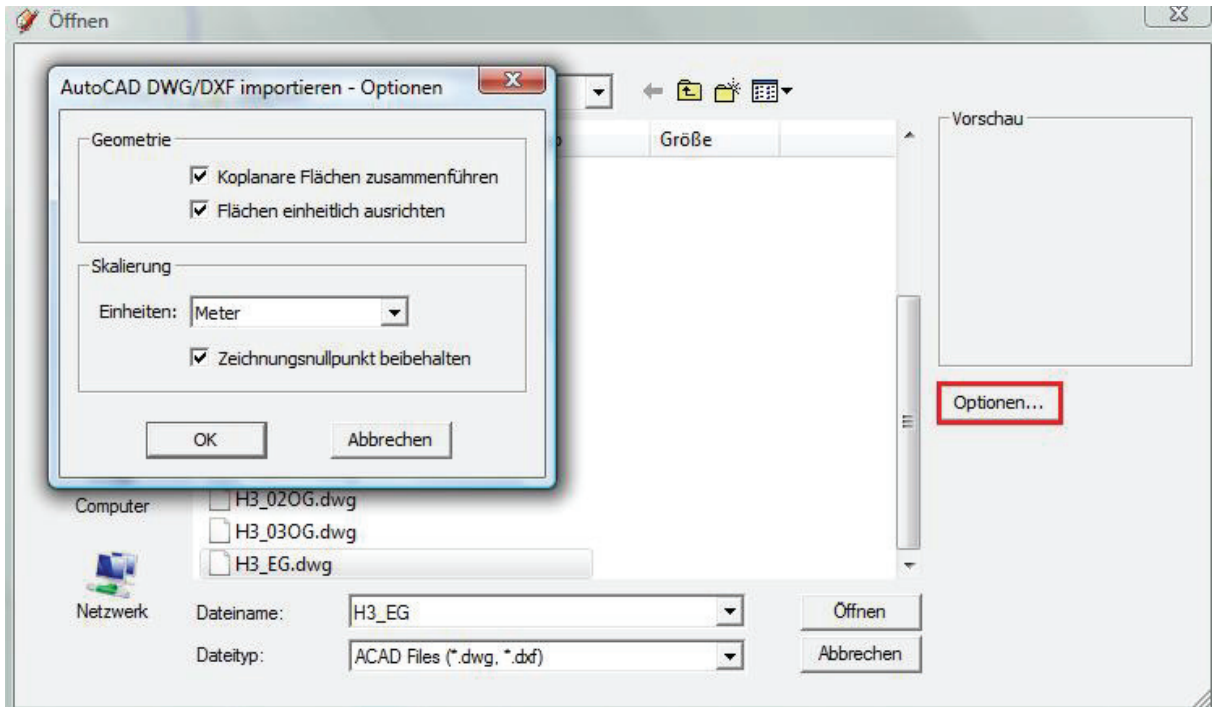 Öffnen
AutoCAD DWG/DXF importieren - Optionen
Geometrie
Koplanare Flächen zusammenführen
Flächen einheitlich ausrichten
Skalierung
Einheiten: Meter
Zeichnungsnullpunkt beibehalten
OK Abbrechen
Größe
Vorschau
Optionen...
Computer
H3_02OG.dwg
H3_03OG.dwg
H3_EG.dwg
Netzwerk
Dateiname: H3_EG Öffnen
Dateityp: ACAD Files (*.dwg, *.dxf) Abbrechen